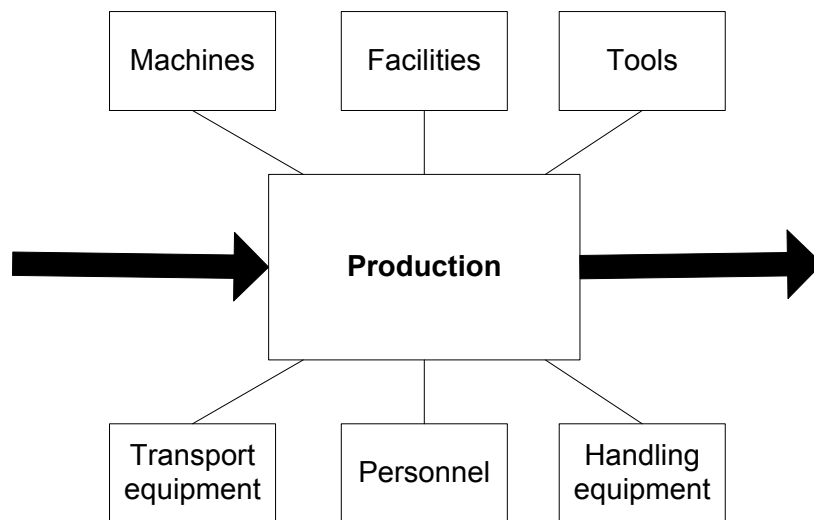 Machines
Facilities
Tools
Production
Transport
equipment
Personnel
Handling
equipment